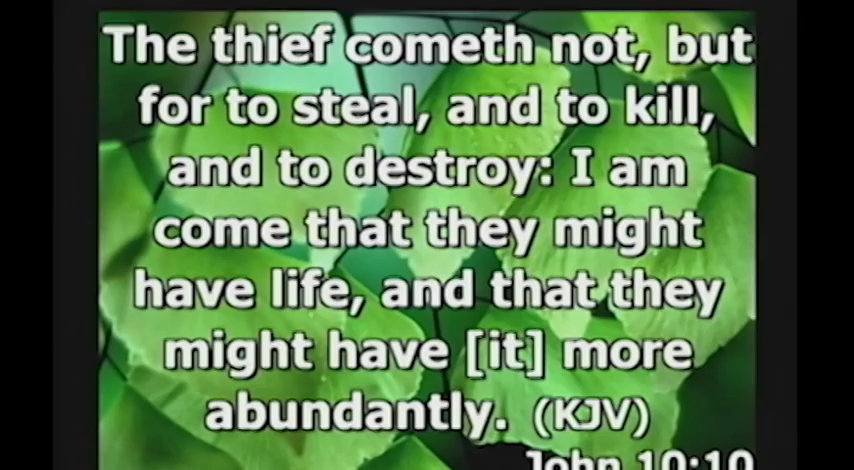 The thief cometh not, but
for to steal, and to kill,
and to destroy: I am
come that they might
have life, and that they
might have [it] more
abundantly. (KJV)
John 10:10